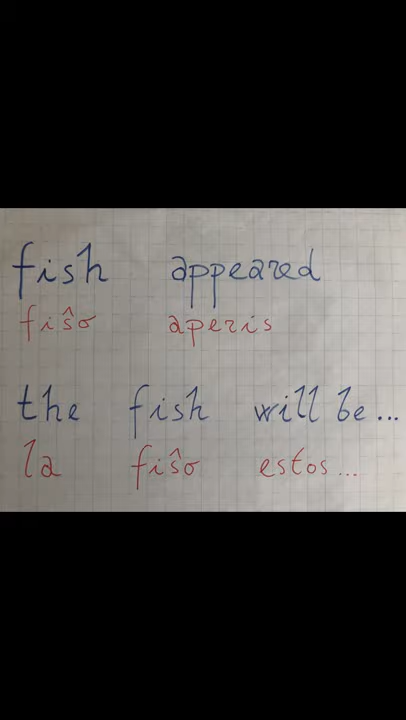 fish appeared
fiŝo aperis
the fish will be...
la fiŝo estos...